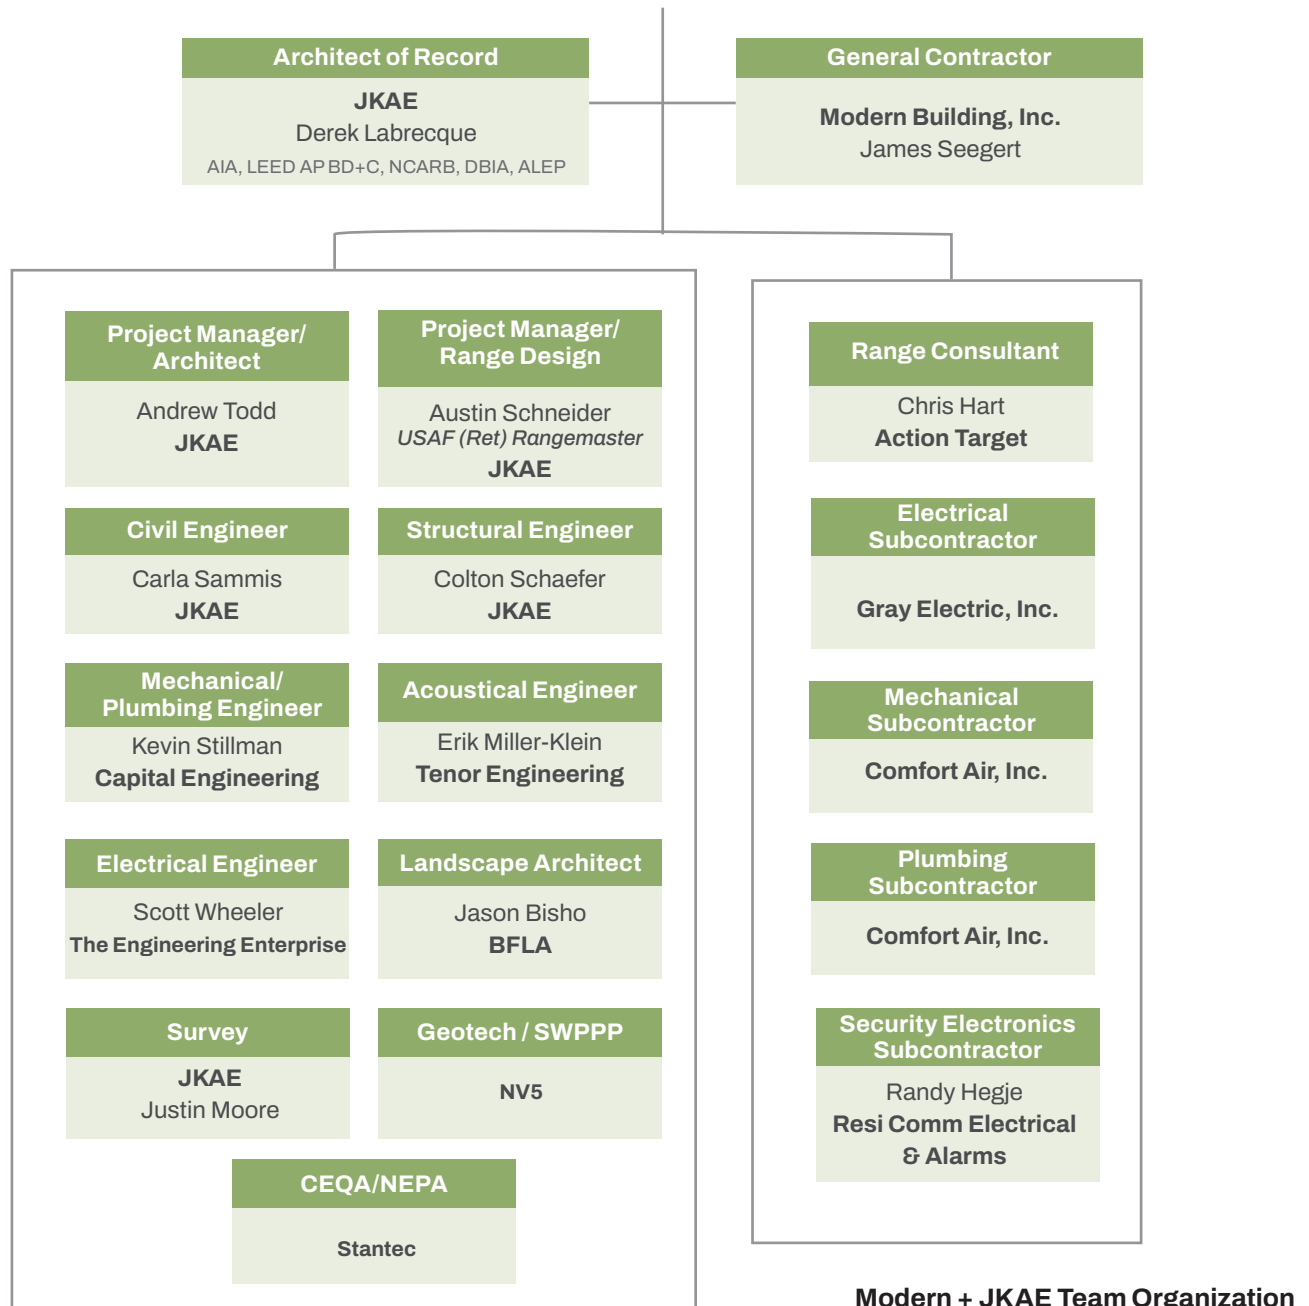 Architect of Record
JKAE
Derek Labrecque
AIA, LEED AP BD+C, NCARB, DBIA, ALEP
General Contractor
Modern Building, Inc.
James Seegert
Project Manager/
Architect
Andrew Todd
JKAE
Project Manager/
Range Design
Austin Schneider
USAF (Ret) Rangemaster
JKAE
Civil Engineer
Carla Sammis
JKAE
Structural Engineer
Colton Schaefer
JKAE
Mechanical/
Plumbing Engineer
Kevin Stillman
Capital Engineering
Acoustical Engineer
Erik Miller-Klein
Tenor Engineering
Electrical Engineer
Scott Wheeler
The Engineering Enterprise
Landscape Architect
Jason Bisho
BFLA
Survey
JKAE
Justin Moore
Geotech / SWPPP
NV5
CEQA/NEPA
Stantec
Range Consultant
Chris Hart
Action Target
Electrical
Subcontractor
Gray Electric, Inc.
Mechanical
Subcontractor
Comfort Air, Inc.
Plumbing
Subcontractor
Comfort Air, Inc.
Security Electronics
Subcontractor
Randy Hegje
Resi Comm Electrical
& Alarms
Modern + JKAE Team Organization